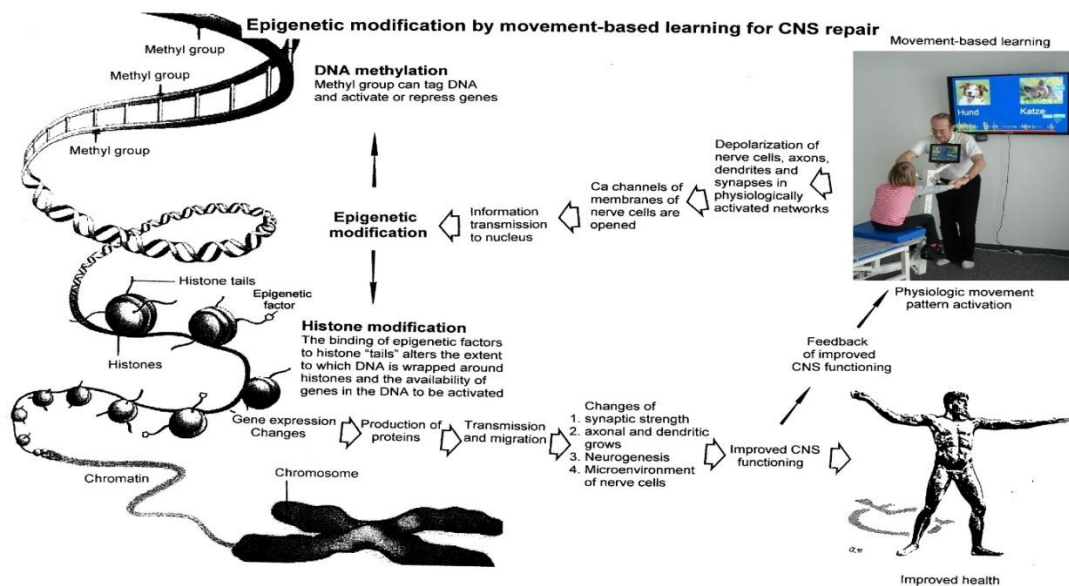 Epigenetic modification by movement-based learning for CNS repair
Methyl group
Methyl group
Methyl group
DNA methylation
Methyl group can tag DNA
and activate or repress genes
Movement-based learning
Hund
Katze
Depolarization of
nerve cells, axons,
dendrites and
synapses in
physiologically
activated networks
Ca channels of
membranes of
nerve cells are
opened
Information
transmission
to nucleus
Epigenetic
modification
Physiologic movement
pattern activation
Histone tails
Epigenetic
factor
Histones
Histone modification
The binding of epigenetic factors
to histone "tails" alters the extent
to which DNA is wrapped around
histones and the availability of
genes in the DNA to be activated
Gene expression
Changes
Production of
proteins
Transmission
and migration
Changes of
1. synaptic strength
2. axonal and dendritic
grows
3. Neurogenesis
4. Microenvironment
of nerve cells
Improved CNS
functioning
Feedback
of improved
CNS functioning
Chromatin
Chromosome
Improved health